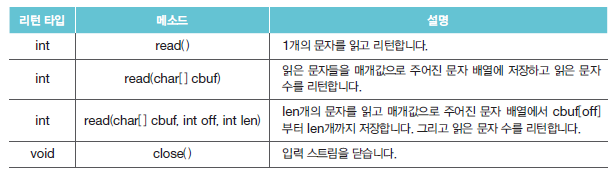 리턴 타입 메소드 설명
int read() 1개의 문자를 읽고 리턴합니다.
int read(char[ ] cbuf) 읽은 문자들을 매개값으로 주어진 문자 배열에 저장하고 읽은 문자
수를 리턴합니다.
int read(char[ ] cbuf, int off, int len) len개의 문자를 읽고 매개값으로 주어진 문자 배열에서 cbuf[off]
부터 len개까지 저장합니다. 그리고 읽은 문자 수를 리턴합니다.
void close() 입력 스트림을 닫습니다.